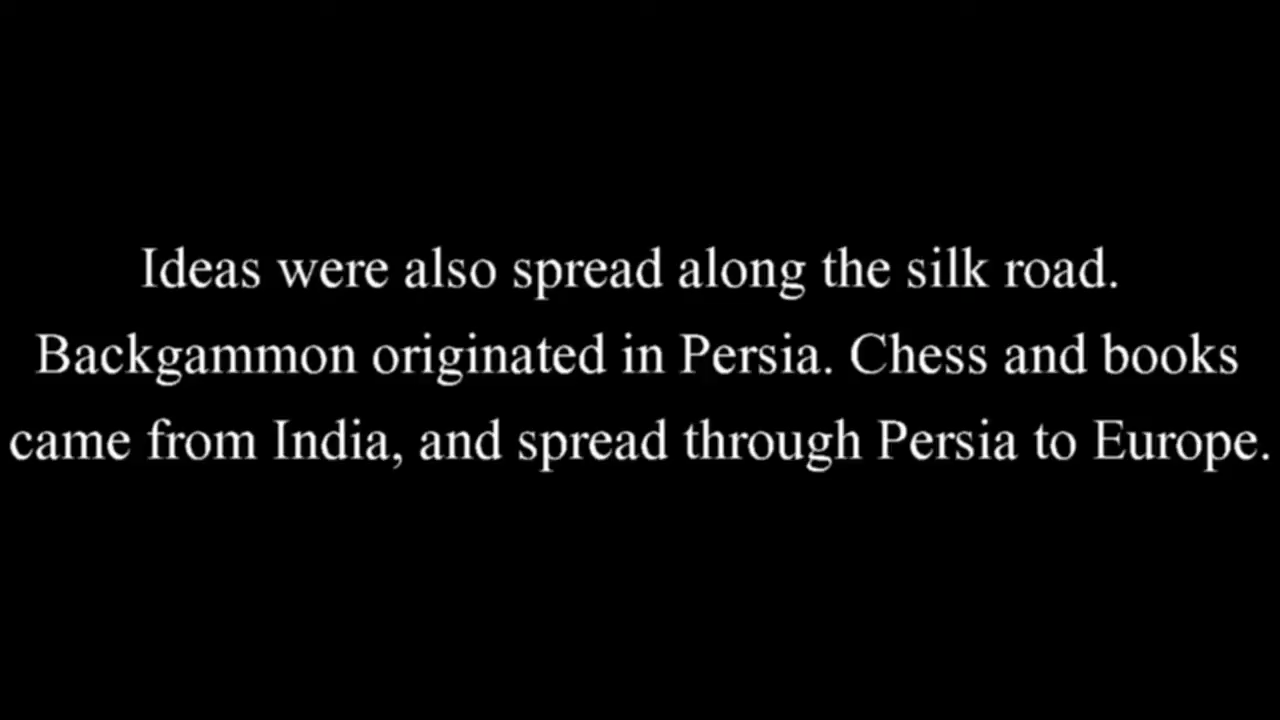 Ideas were also spread along the silk road.
Backgammon originated in Persia. Chess and books
came from India, and spread through Persia to Europe.